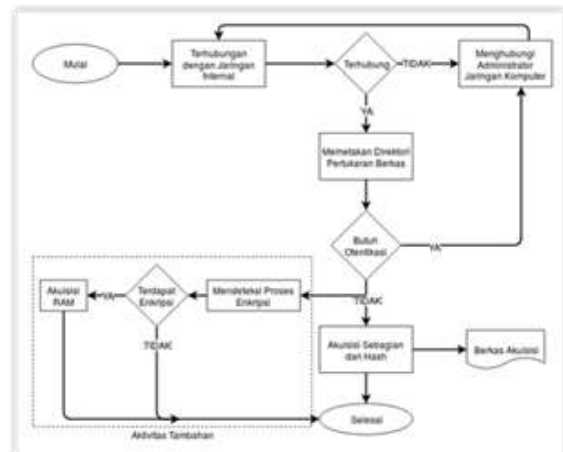 Mulai
Terhubungan
dengan Jaringan
Internal
Terhubung
TIDAK
Menghubungi
Administrator
Jaringan Komputer
YA
Memetakan Direktori
Pertukaran Berkas
Butuh
Otentikasi
YA
TIDAK
Akuisisi
RAM
YA
Terdapat
Enkripsi
Mendeteksi Proses
Enkripsi
TIDAK
Akuisisi Sebagian
dan Hash
Berkas Akuisisi
Selesai
Aktivitas Tambahan